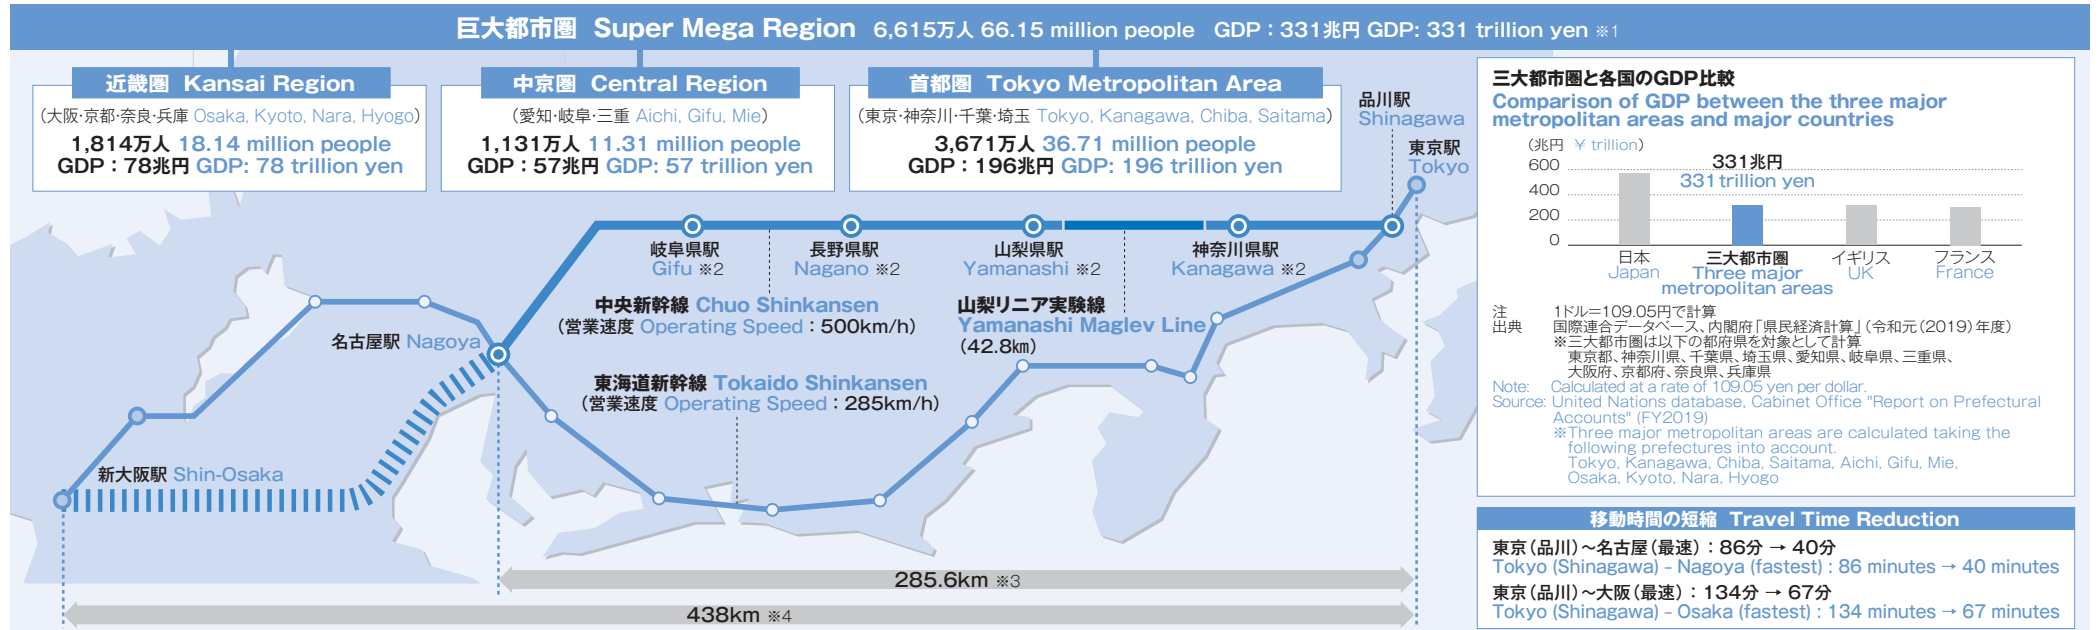 巨大都市圏 Super Mega Region 6,615万人 66.15 million people GDP：331兆円 GDP: 331 trillion yen ※1
近畿圏 Kansai Region
（大阪・京都・奈良・兵庫 Osaka, Kyoto, Nara, Hyogo）
1,814万人 18.14 million people
GDP：78兆円 GDP: 78 trillion yen
中京圏 Central Region
（愛知・岐阜・三重 Aichi, Gifu, Mie）
1,131万人 11.31 million people
GDP：57兆円 GDP: 57 trillion yen
首都圏 Tokyo Metropolitan Area
（東京・神奈川・千葉・埼玉 Tokyo, Kanagawa, Chiba, Saitama）
3,671万人 36.71 million people
GDP：196兆円 GDP: 196 trillion yen
品川駅
Shinagawa
東京駅
Tokyo
岐阜県駅
Gifu ※2
長野県駅
Nagano ※2
山梨県駅
Yamanashi ※2
神奈川県駅
Kanagawa ※2
中央新幹線 Chuo Shinkansen
（営業速度 Operating Speed：500km/h）
山梨リニア実験線
Yamanashi Maglev Line
（42.8km）
名古屋駅 Nagoya
東海道新幹線 Tokaido Shinkansen
（営業速度 Operating Speed：285km/h）
新大阪駅 Shin-Osaka
285.6km ※3
438km ※4
三大都市圏と各国のGDP比較
Comparison of GDP between the three major
metropolitan areas and major countries
（兆円 ¥ trillion）
600
400
200
0
331兆円
331 trillion yen
日本
Japan
三大都市圏
Three major
metropolitan areas
イギリス
UK
フランス
France
注 1ドル＝109.05円で計算
出典 国際連合データベース、内閣府「県民経済計算」（令和元（2019）年度）
※三大都市圏は以下の都府県を対象として計算
東京都、神奈川県、千葉県、埼玉県、愛知県、岐阜県、三重県、
大阪府、京都府、奈良県、兵庫県
Note: Calculated at a rate of 109.05 yen per dollar.
Source: United Nations database, Cabinet Office "Report on Prefectural
Accounts" (FY2019)
※Three major metropolitan areas are calculated taking the
following prefectures into account.
Tokyo, Kanagawa, Chiba, Saitama, Aichi, Gifu, Mie,
Osaka, Kyoto, Nara, Hyogo
移動時間の短縮 Travel Time Reduction
東京（品川）～名古屋（最速）：86分 → 40分
Tokyo (Shinagawa) – Nagoya (fastest) : 86 minutes → 40 minutes
東京（品川）～大阪（最速）：134分 → 67分
Tokyo (Shinagawa) – Osaka (fastest) : 134 minutes → 67 minutes